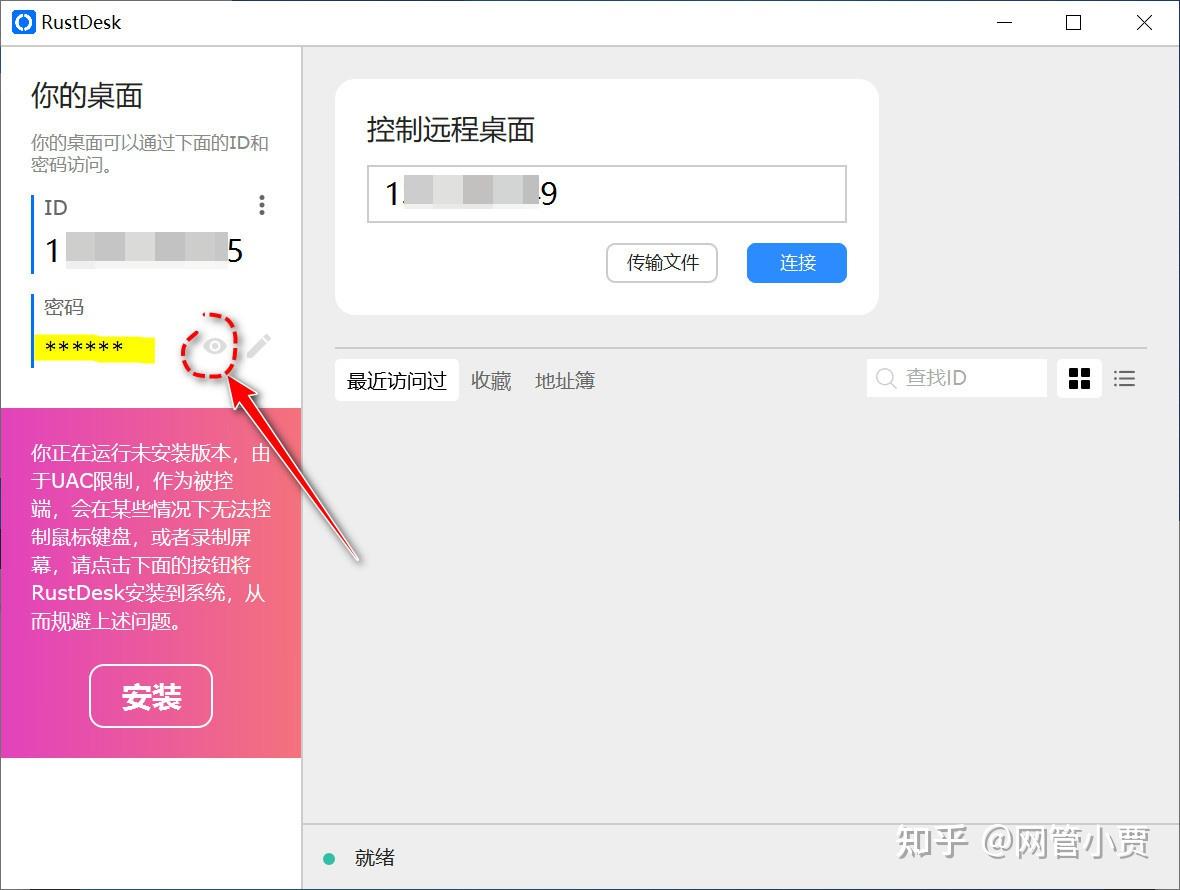 RustDesk
你的桌面
你的桌面可以通过下面的ID和
密码访问。
ID
1 5
密码
******
你正在运行未安装版本，由
于UAC限制，作为被控
端，会在某些情况下无法控
制鼠标键盘，或者录制屏
幕，请点击下面的按钮将
RustDesk安装到系统，从
而规避上述问题。
安装
控制远程桌面
1 9
传输文件
连接
最近访问过
收藏
地址簿
查找ID
就绪
知乎 @网管小贾